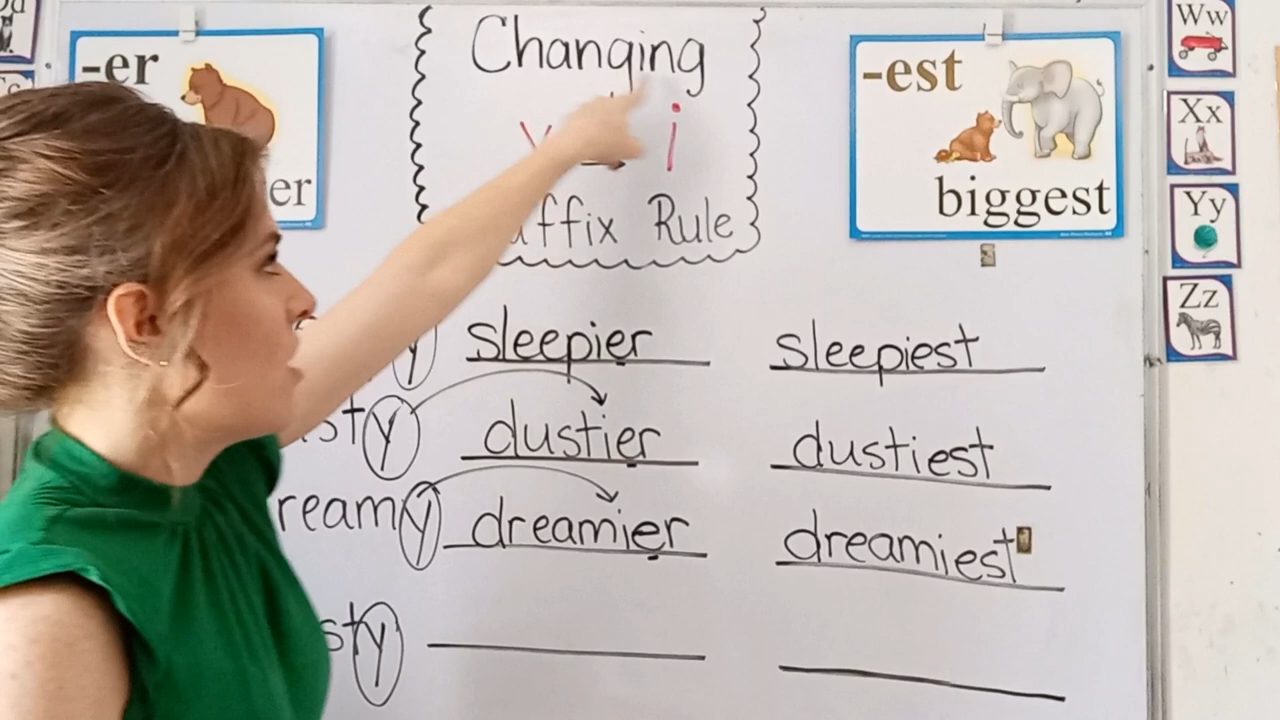 -er
Changing
-est
Ww
y i
Xx
er
biggest
Yy
Rule
Zz
y sleepier sleepiest
y dustier dustiest
y dreamier dreamiest
y